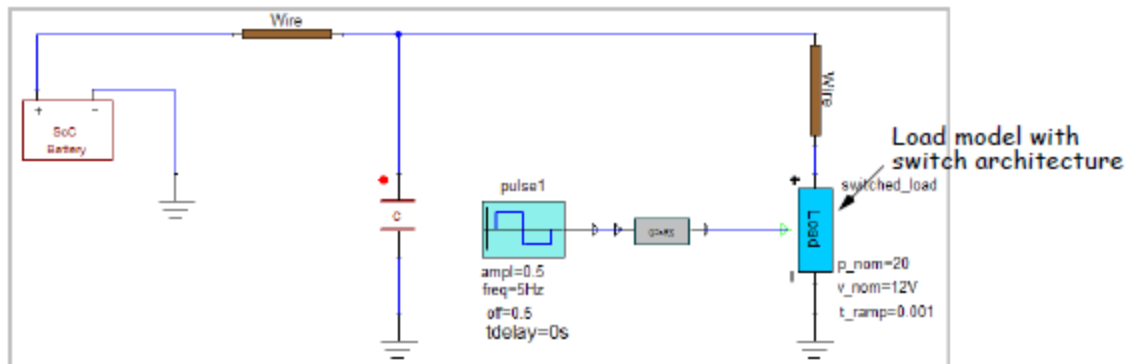 Wire
+
-
SoC
Battery
Wire
Load model with
switch architecture
+
switched_load
Load
C
pulse1
ampl=0.5
freq=5Hz
off=0.5
tdelay=0s
p_nom=20
v_nom=12V
t_ramp=0.001